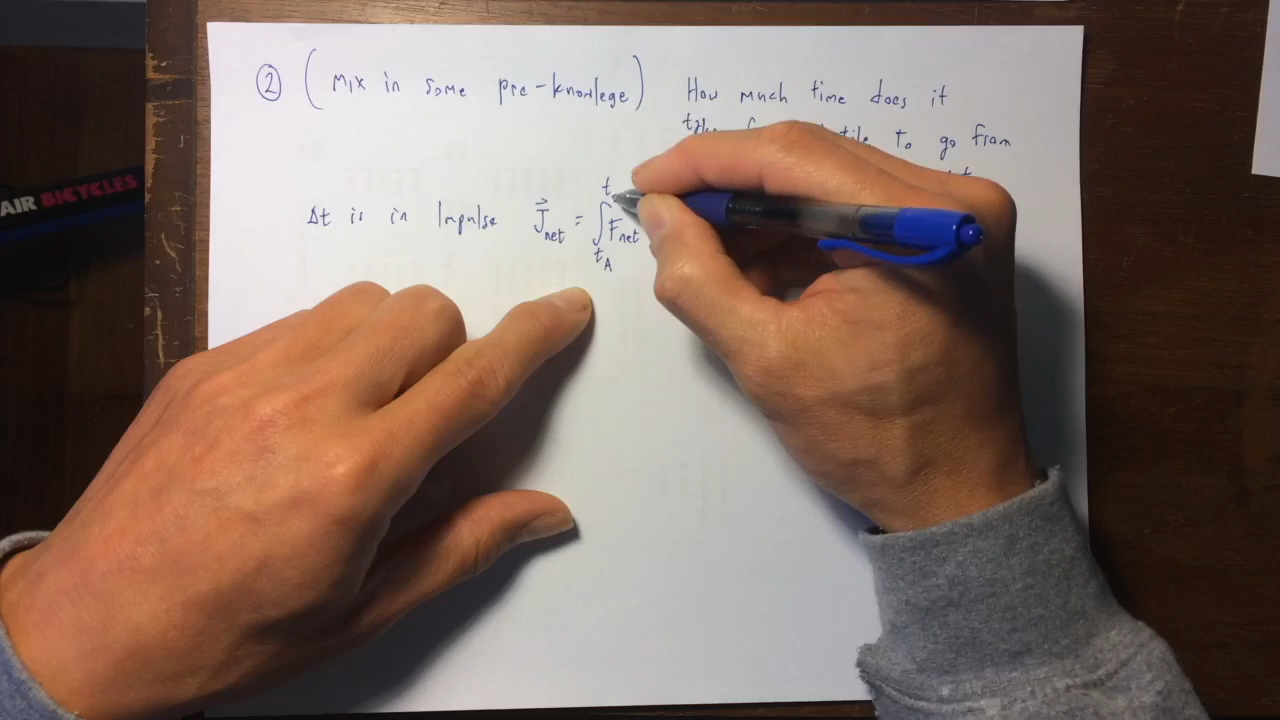 ② (Mix in some pre-knowlege) How much time does it
to go from
Δt is in Impulse J⃗net = ∫ Fnet
t
tA
AIR BICYCLES